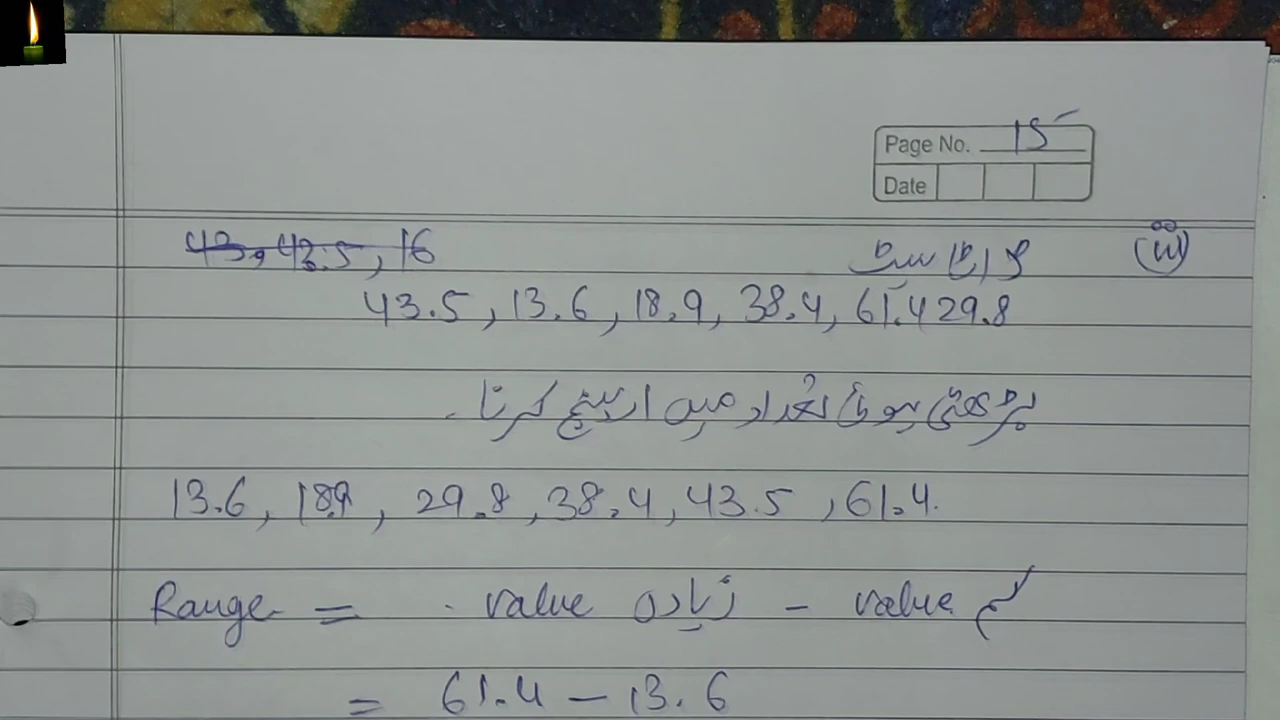 Page No. 15
Date
(iii) ڈاٹا سیٹ
43, 43.5, 16
43.5, 13.6, 18.9, 38.4, 61.4 29.8
بڑھتی ہوئی تعداد میں ارینج کرنا۔
13.6, 18.9, 29.8, 38.4, 43.5, 61.4.
Range = value زیادہ - value کم
= 61.4 - 13.6